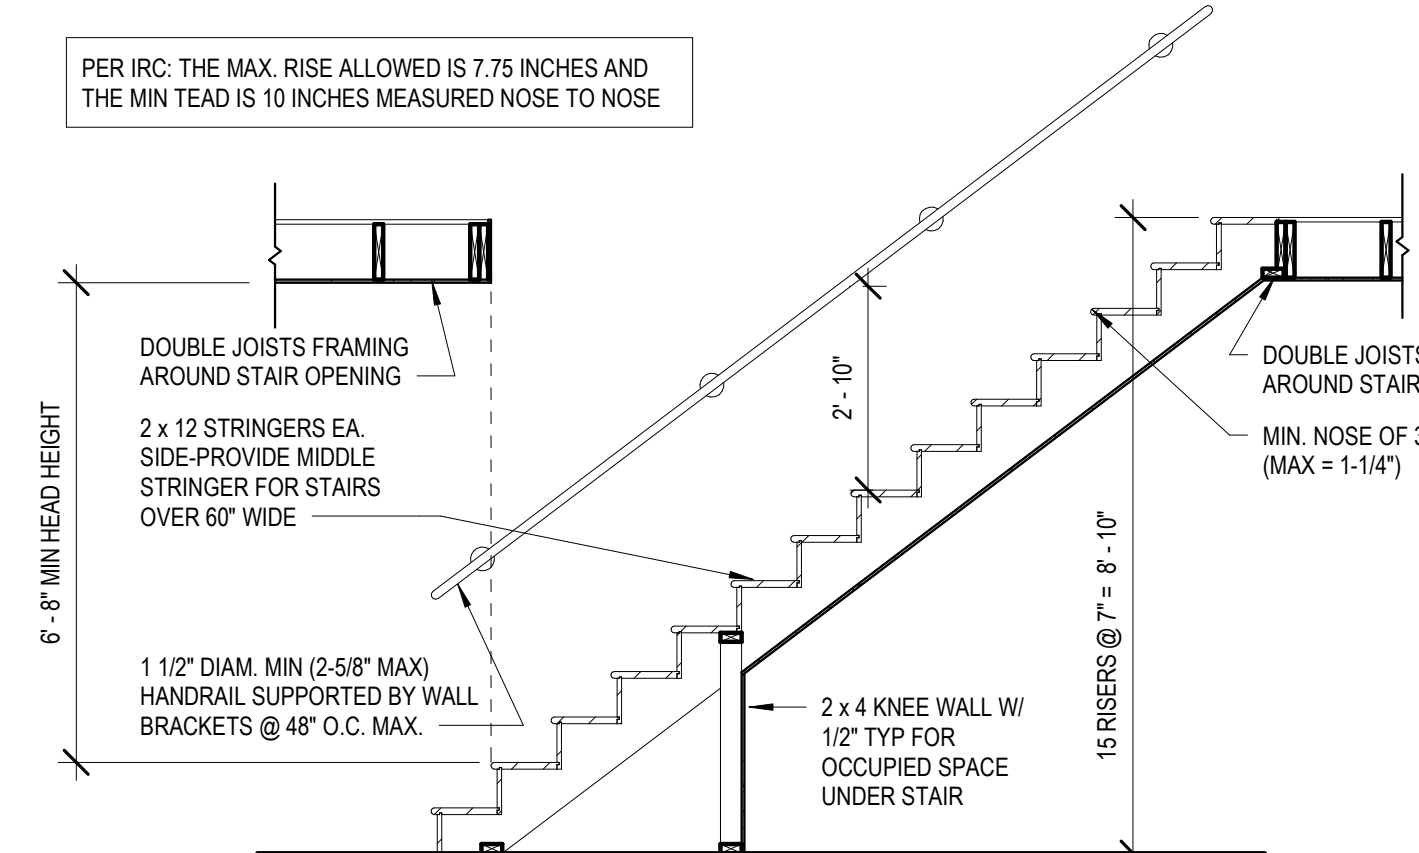 PER IRC: THE MAX. RISE ALLOWED IS 7.75 INCHES AND
THE MIN TEAD IS 10 INCHES MEASURED NOSE TO NOSE
DOUBLE JOISTS FRAMING
AROUND STAIR OPENING
2 x 12 STRINGERS EA.
SIDE-PROVIDE MIDDLE
STRINGER FOR STAIRS
OVER 60" WIDE
6' - 8" MIN HEAD HEIGHT
1 1/2" DIAM. MIN (2-5/8" MAX)
HANDRAIL SUPPORTED BY WALL
BRACKETS @ 48" O.C. MAX.
2' - 10"
2 x 4 KNEE WALL W/
1/2" TYP FOR
OCCUPIED SPACE
UNDER STAIR
15 RISERS @ 7" = 8' - 10"
DOUBLE JOISTS
AROUND STAIR
MIN. NOSE OF 3
(MAX = 1-1/4")